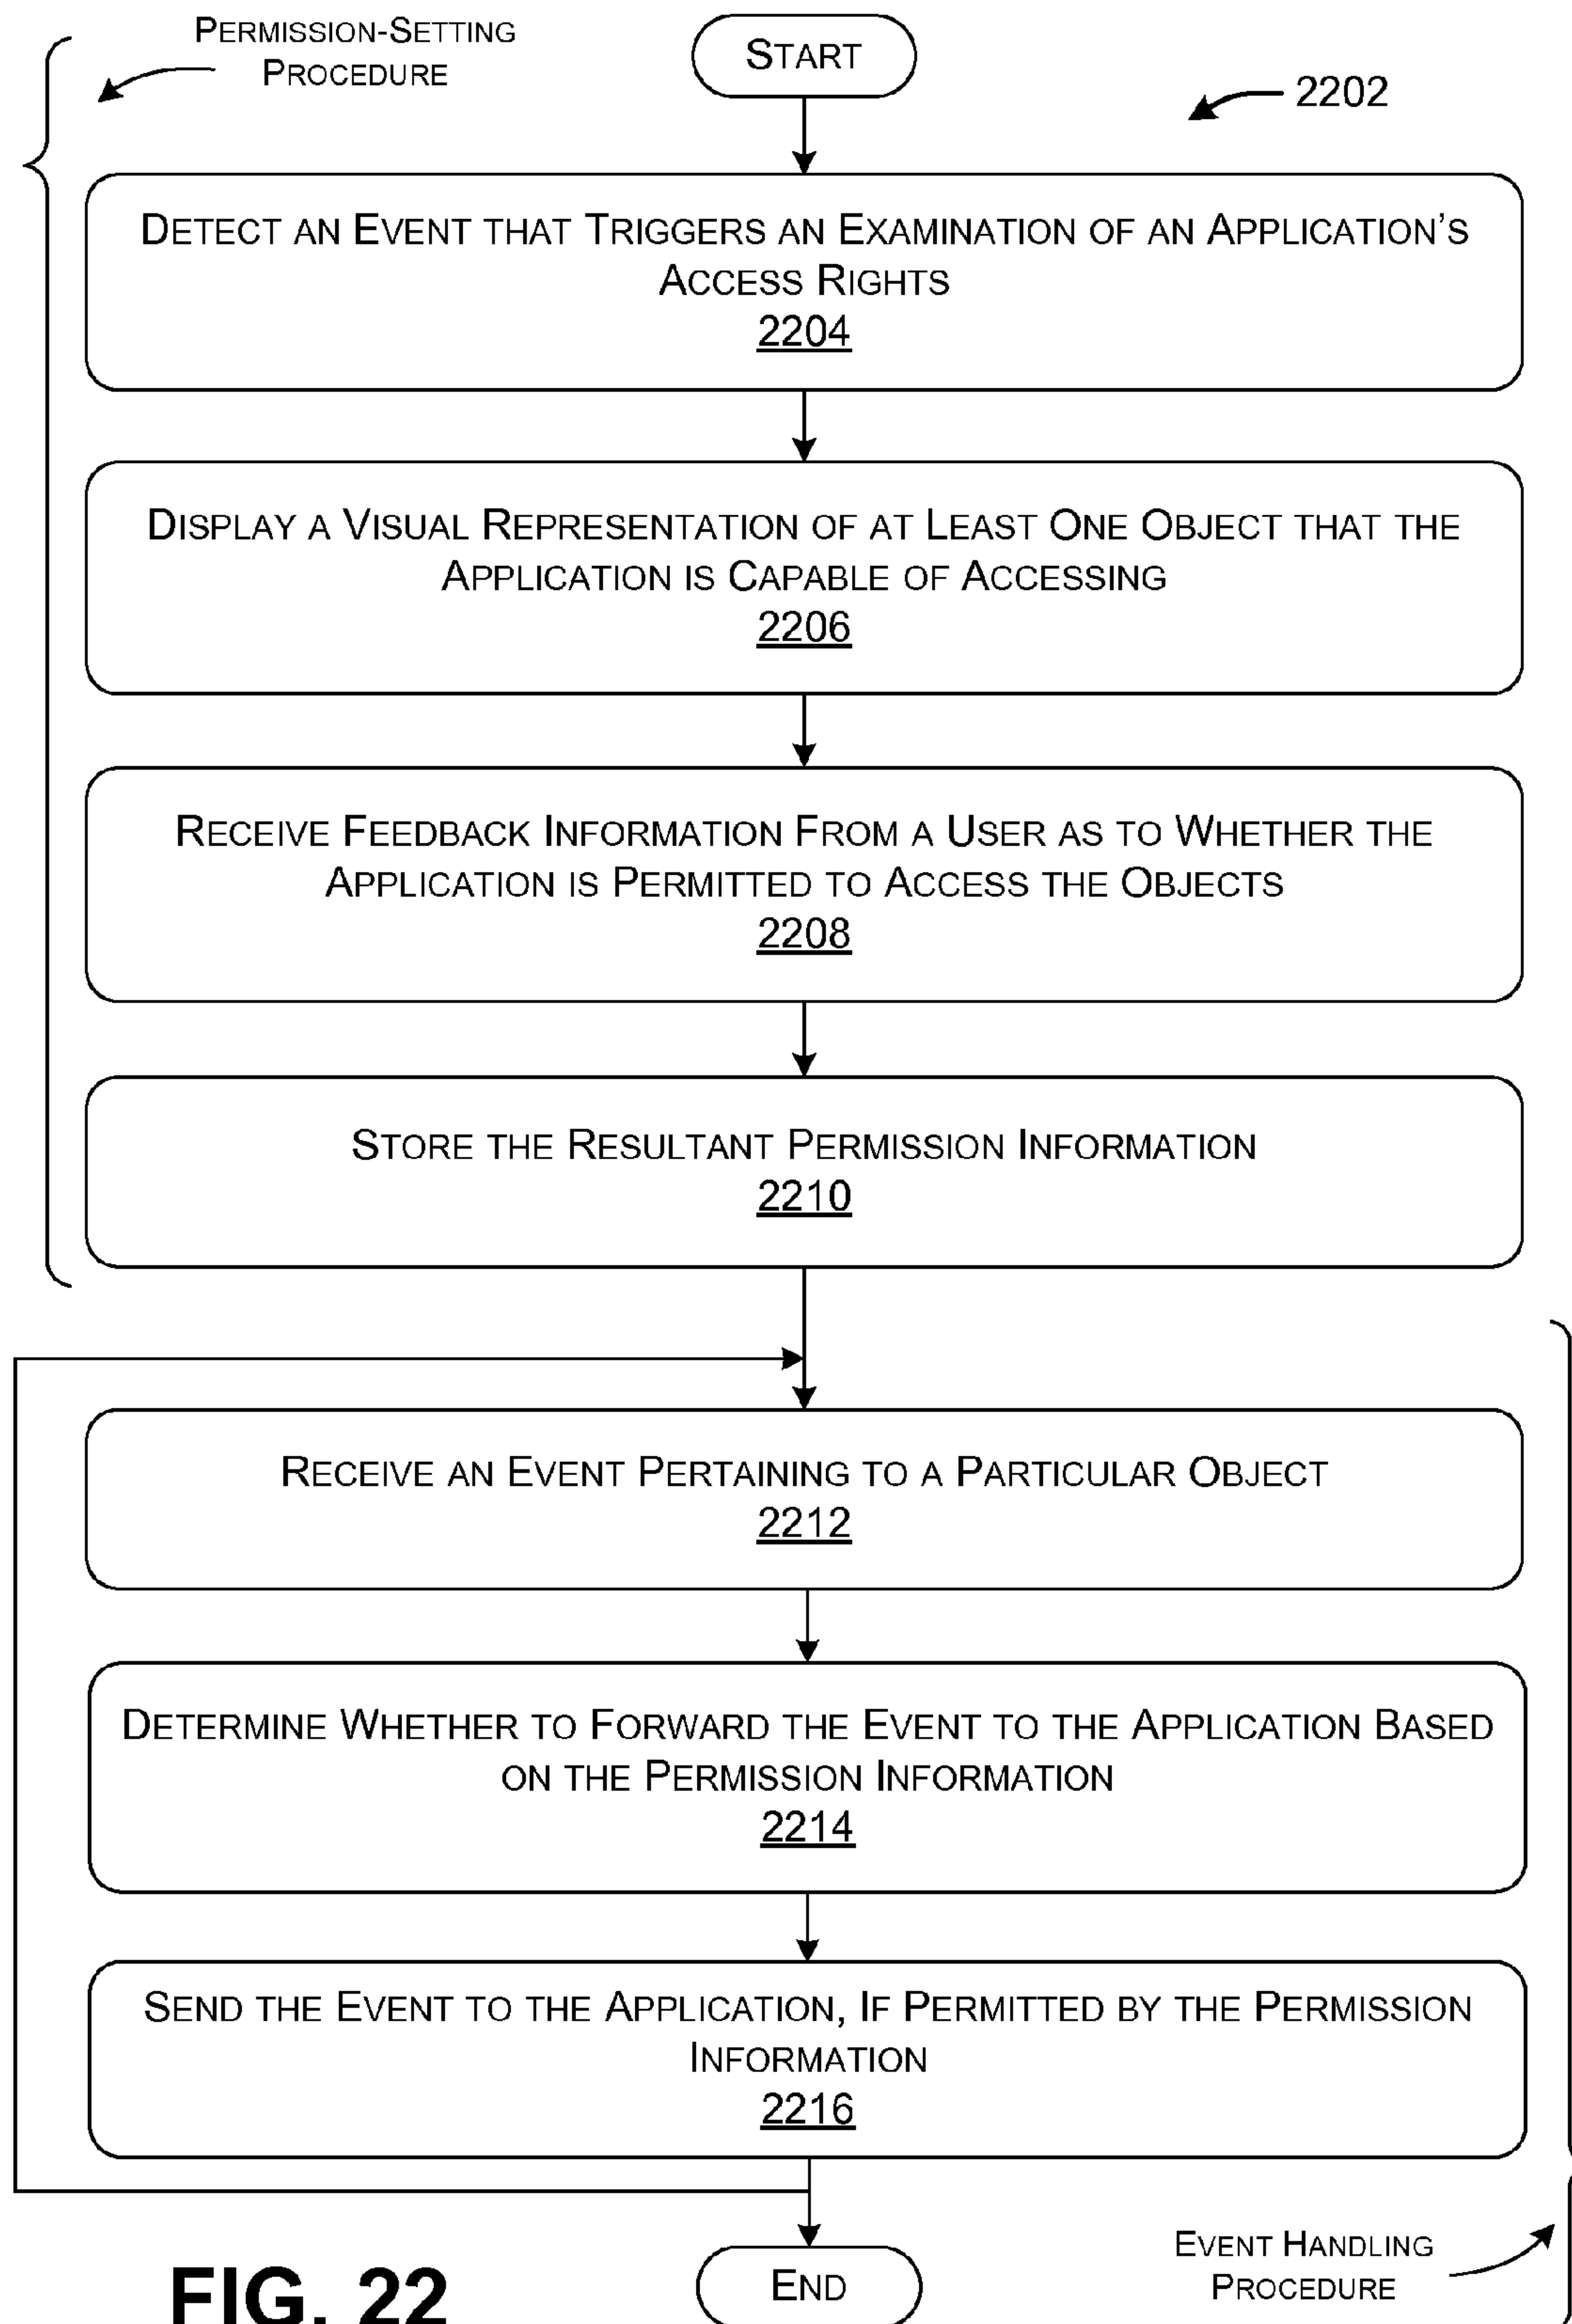 PERMISSION-SETTING
PROCEDURE
START
2202
DETECT AN EVENT THAT TRIGGERS AN EXAMINATION OF AN APPLICATION'S
ACCESS RIGHTS
2204
DISPLAY A VISUAL REPRESENTATION OF AT LEAST ONE OBJECT THAT THE
APPLICATION IS CAPABLE OF ACCESSING
2206
RECEIVE FEEDBACK INFORMATION FROM A USER AS TO WHETHER THE
APPLICATION IS PERMITTED TO ACCESS THE OBJECTS
2208
STORE THE RESULTANT PERMISSION INFORMATION
2210
RECEIVE AN EVENT PERTAINING TO A PARTICULAR OBJECT
2212
DETERMINE WHETHER TO FORWARD THE EVENT TO THE APPLICATION BASED
ON THE PERMISSION INFORMATION
2214
SEND THE EVENT TO THE APPLICATION, IF PERMITTED BY THE PERMISSION
INFORMATION
2216
END
EVENT HANDLING
PROCEDURE
FIG. 22